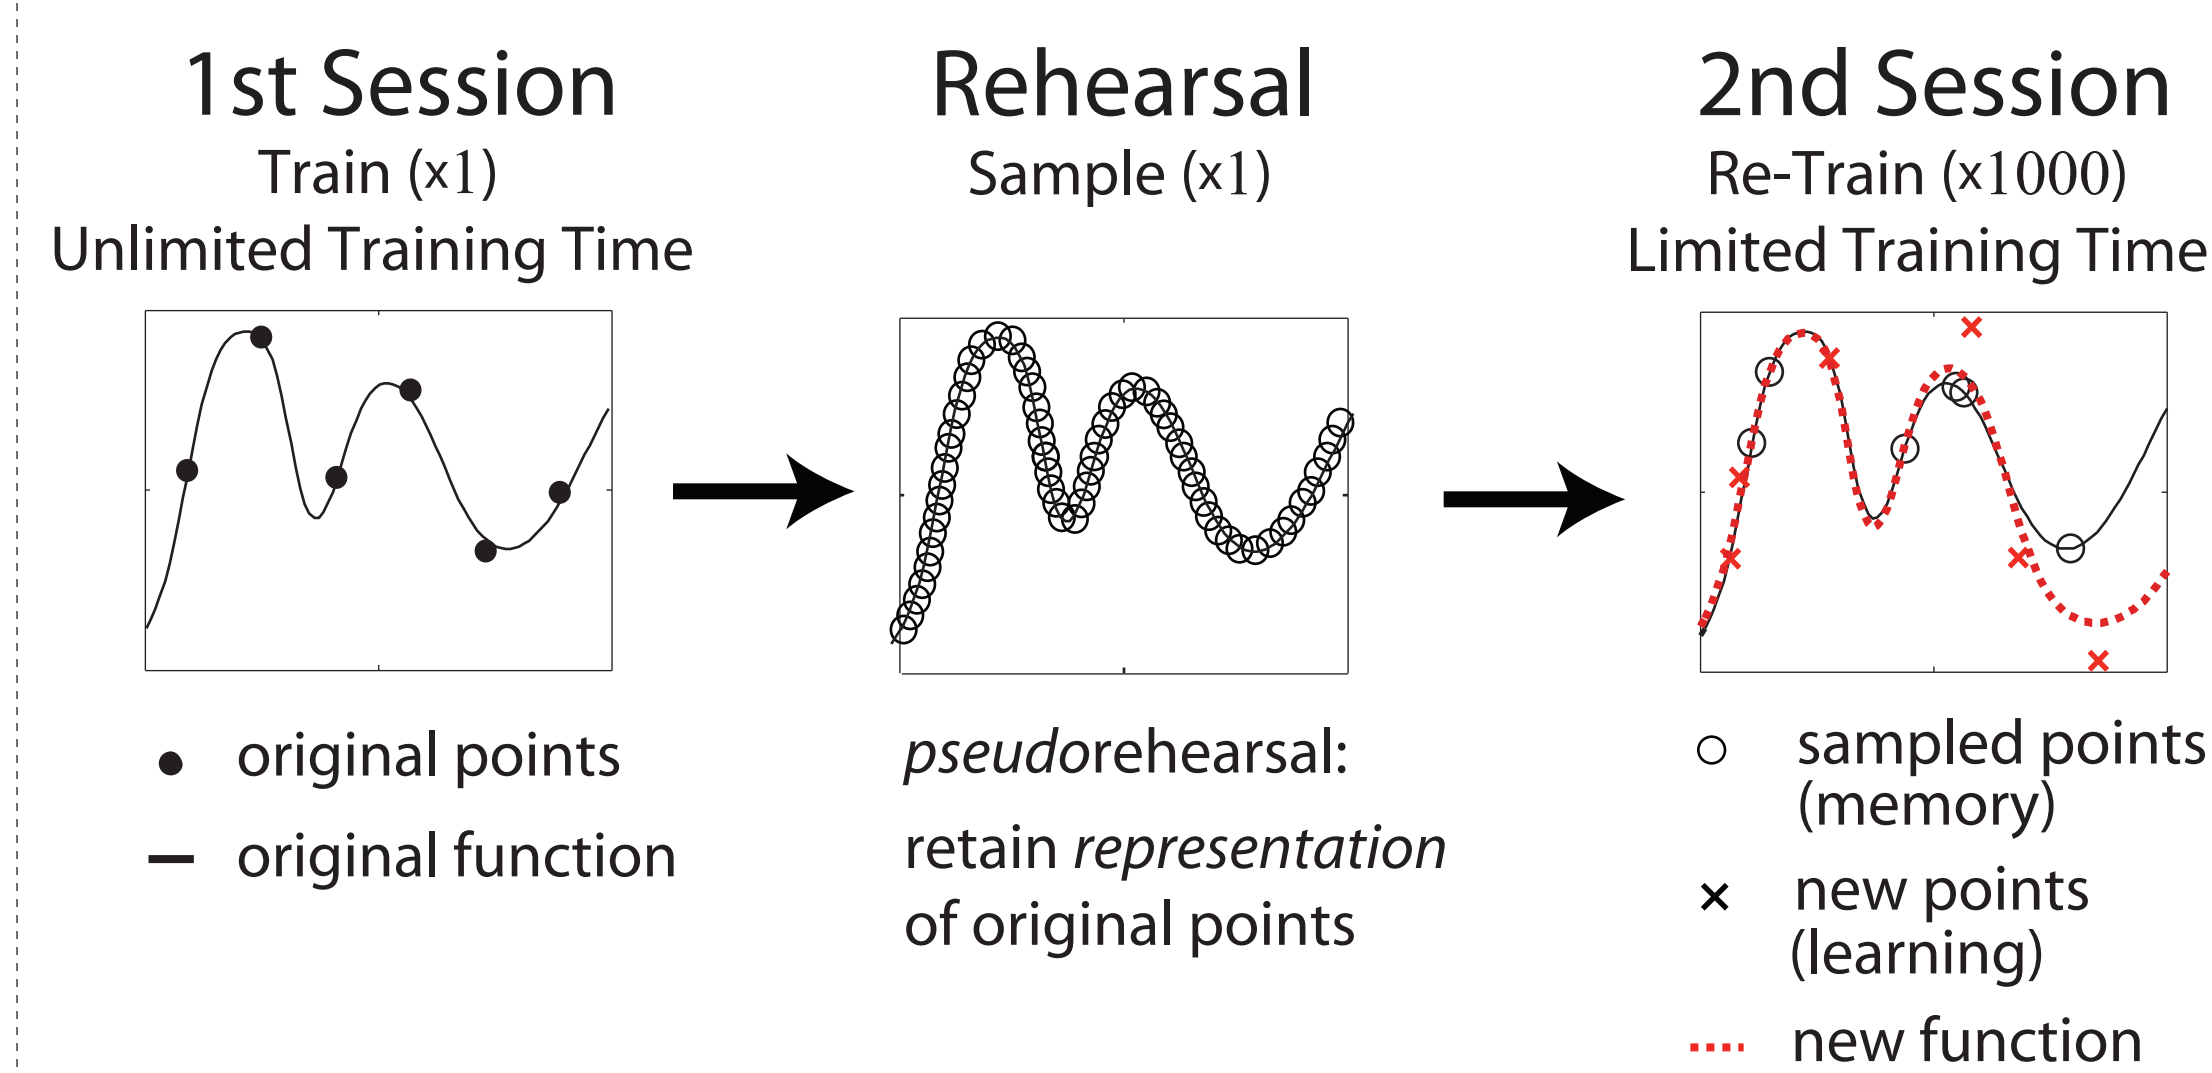 1st Session
Train (x1)
Unlimited Training Time
original points
original function
Rehearsal
Sample (x1)
pseudorehearsal:
retain representation
of original points
2nd Session
Re-Train (x1000)
Limited Training Time
sampled points
(memory)
new points
(learning)
new function